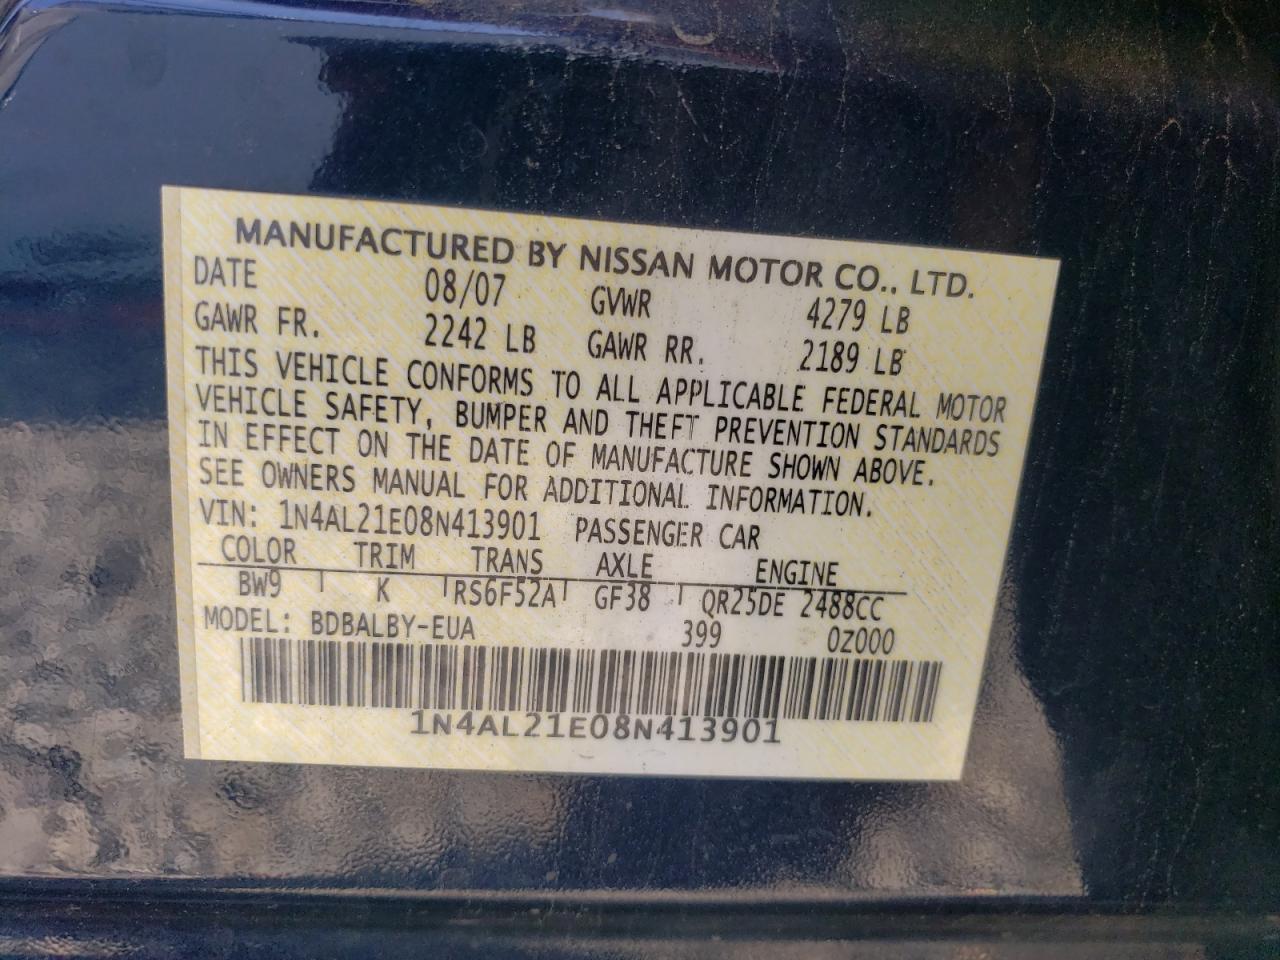 MANUFACTURED BY NISSAN MOTOR CO., LTD.
DATE 08/07 GVWR 4279 LB
GAWR FR. 2242 LB GAWR RR. 2189 LB
THIS VEHICLE CONFORMS TO ALL APPLICABLE FEDERAL MOTOR
VEHICLE SAFETY, BUMPER AND THEFT PREVENTION STANDARDS
IN EFFECT ON THE DATE OF MANUFACTURE SHOWN ABOVE.
SEE OWNERS MANUAL FOR ADDITIONAL INFORMATION.
VIN: 1N4AL21E08N413901 PASSENGER CAR
COLOR TRIM TRANS AXLE ENGINE
BW9 K RS6F52A GF38 QR25DE 2488CC
MODEL: BDBALBY-EUA 399 0Z000
1N4AL21E08N413901